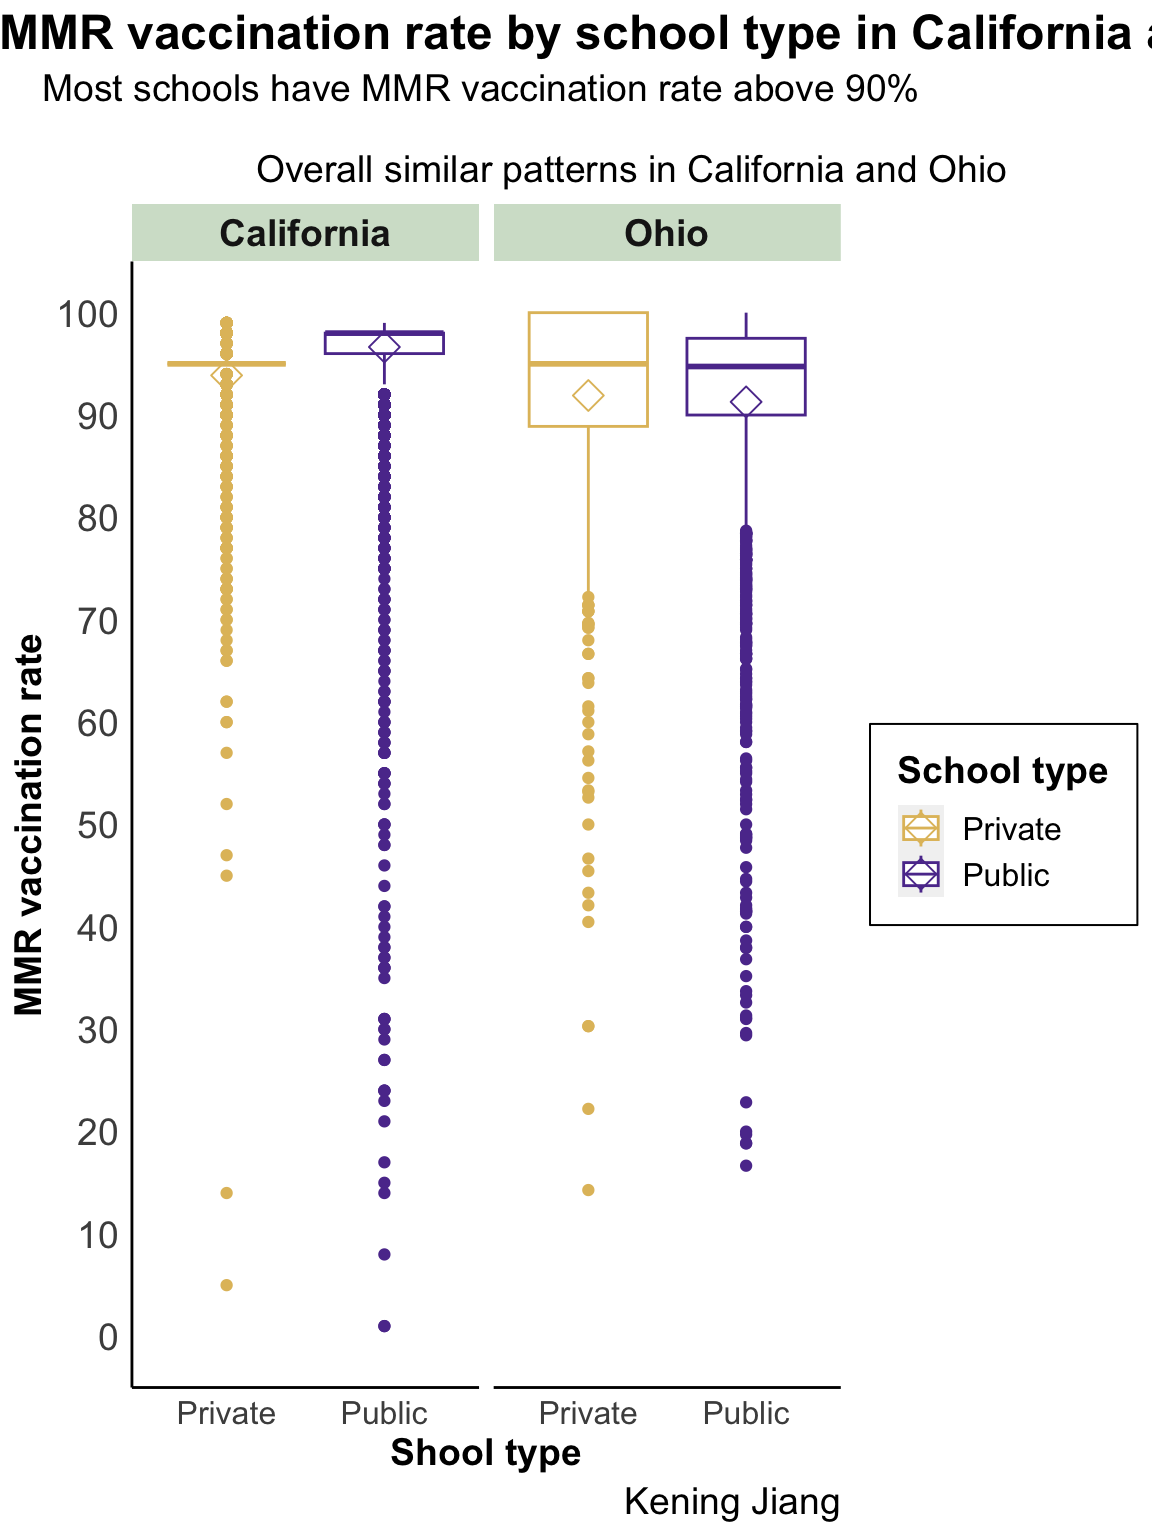 MMR vaccination rate by school type in California a
Most schools have MMR vaccination rate above 90%
Overall similar patterns in California and Ohio
California
Ohio
100
90
80
70
60
50
40
30
20
10
0
MMR vaccination rate
School type
Private
Public
Private
Public
Private
Public
Shool type
Kening Jiang